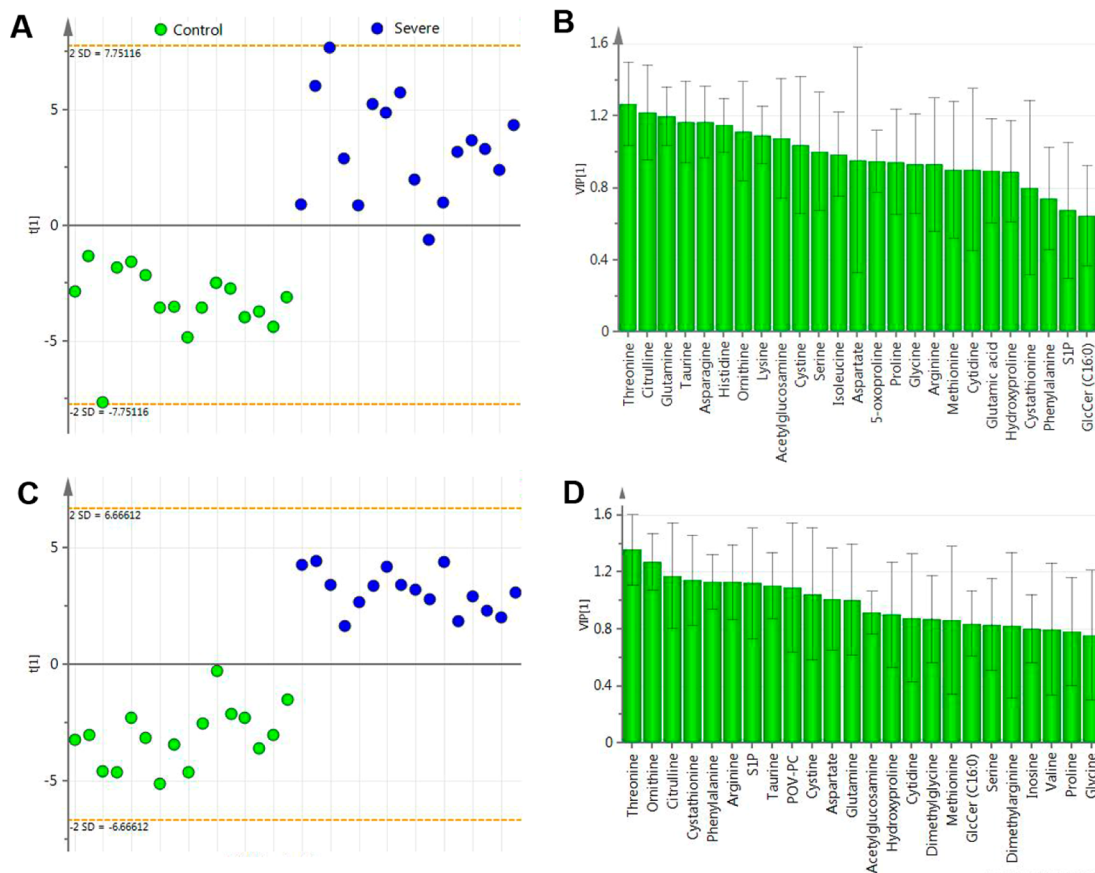 A
Control
Severe
2 SD = 7.75116
5
0
-5
-2 SD = -7.75116
t[1]
B
1.6
1.2
0.8
0.4
0
VIP[1]
Threonine
Citrulline
Glutamine
Taurine
Asparagine
Histidine
Ornithine
Lysine
Acetylglucosamine
Cystine
Serine
Isoleucine
Aspartate
5-oxoproline
Proline
Glycine
Arginine
Methionine
Cytidine
Glutamic acid
Hydroxyproline
Cystathionine
Phenylalanine
S1P
GlcCer (C16:0)
C
2 SD = 6.66612
5
0
-5
-2 SD = -6.66612
t[1]
D
1.6
1.2
0.8
0.4
0
VIP[1]
Threonine
Ornithine
Citrulline
Cystathionine
Phenylalanine
Arginine
S1P
Taurine
POV-PC
Cystine
Aspartate
Glutamine
Acetylglucosamine
Hydroxyproline
Cytidine
Dimethylglycine
Methionine
GlcCer (C16:0)
Serine
Dimethylarginine
Inosine
Valine
Proline
Glycine